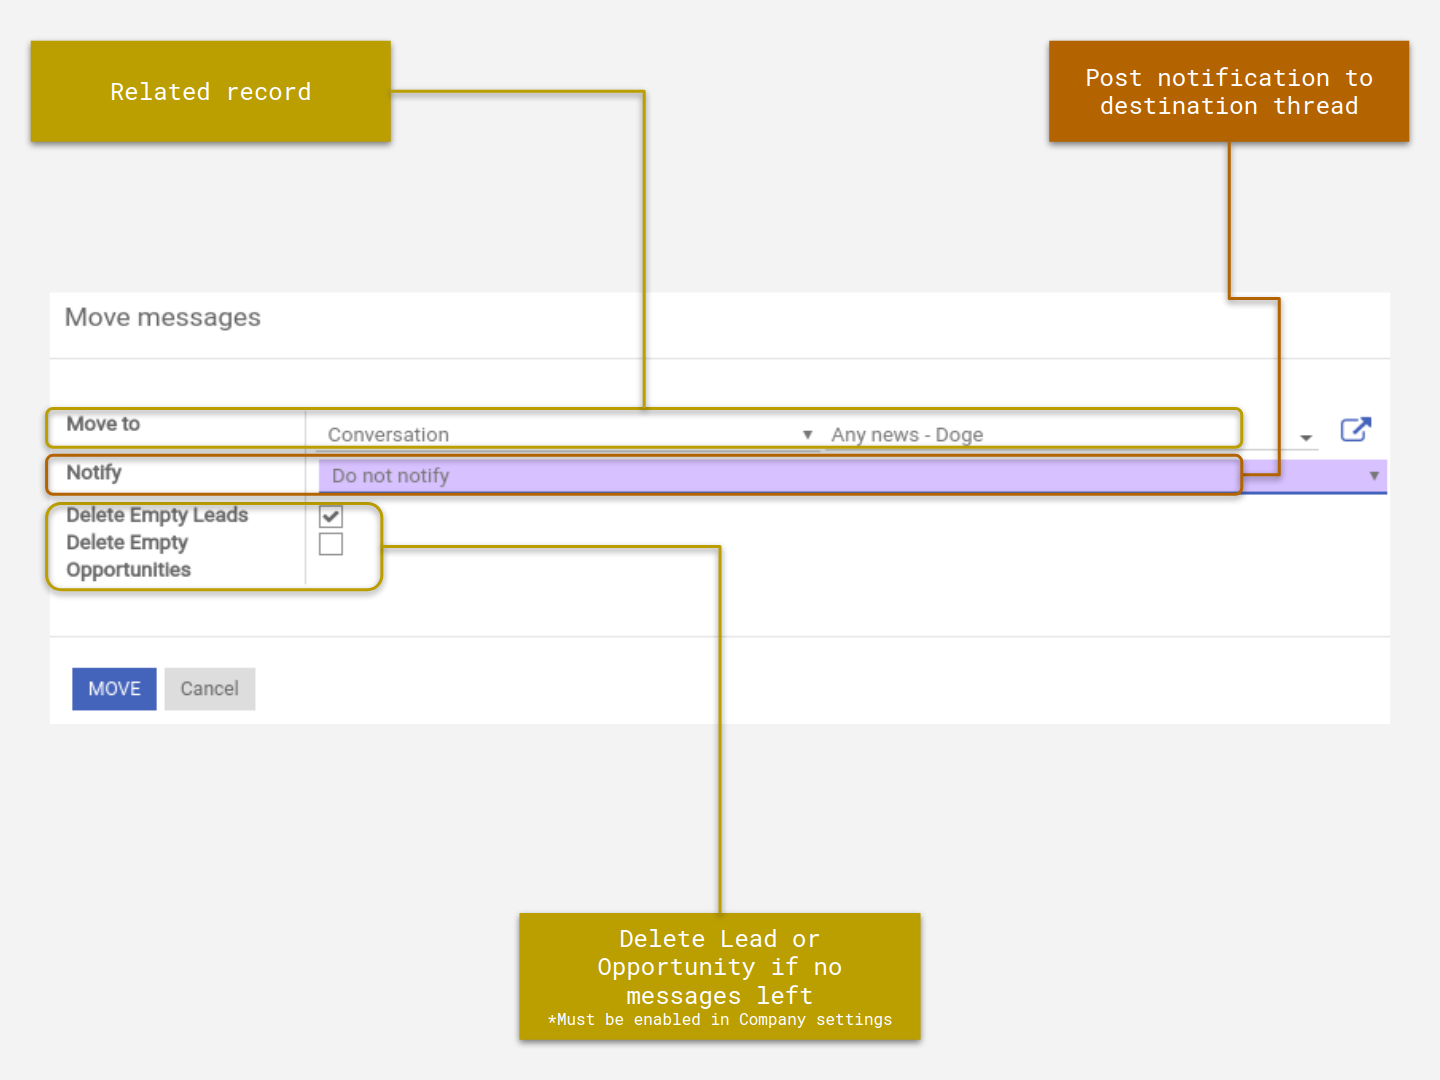 Related record
Post notification to
destination thread
Move messages
Move to
Conversation
Any news - Doge
Notify
Do not notify
Delete Empty Leads
Delete Empty
Opportunities
MOVE
Cancel
Delete Lead or
Opportunity if no
messages left
*Must be enabled in Company settings